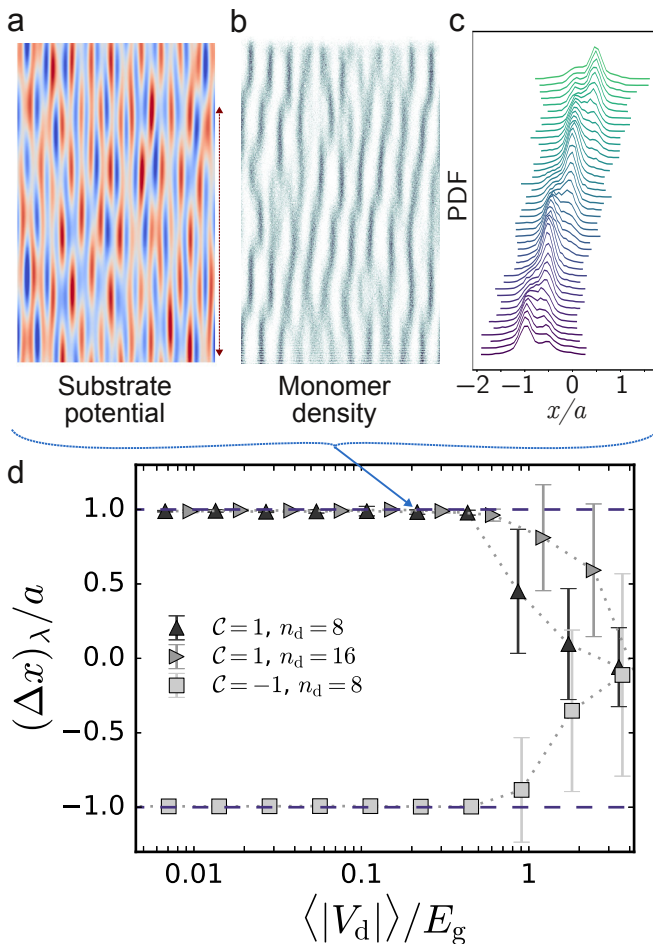 a
b
c
PDF
−2 −1 0 1
x/a
Substrate
potential
Monomer
density
d
1.0
0.5
0.0
−0.5
−1.0
(Δx)λ/a
C = 1, nd = 8
C = 1, nd = 16
C = −1, nd = 8
0.01 0.1 1
⟨|Vd|⟩/Eg